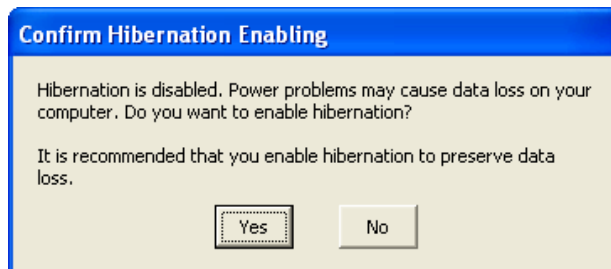 Confirm Hibernation Enabling
Hibernation is disabled. Power problems may cause data loss on your
computer. Do you want to enable hibernation?
It is recommended that you enable hibernation to preserve data
loss.
Yes
No